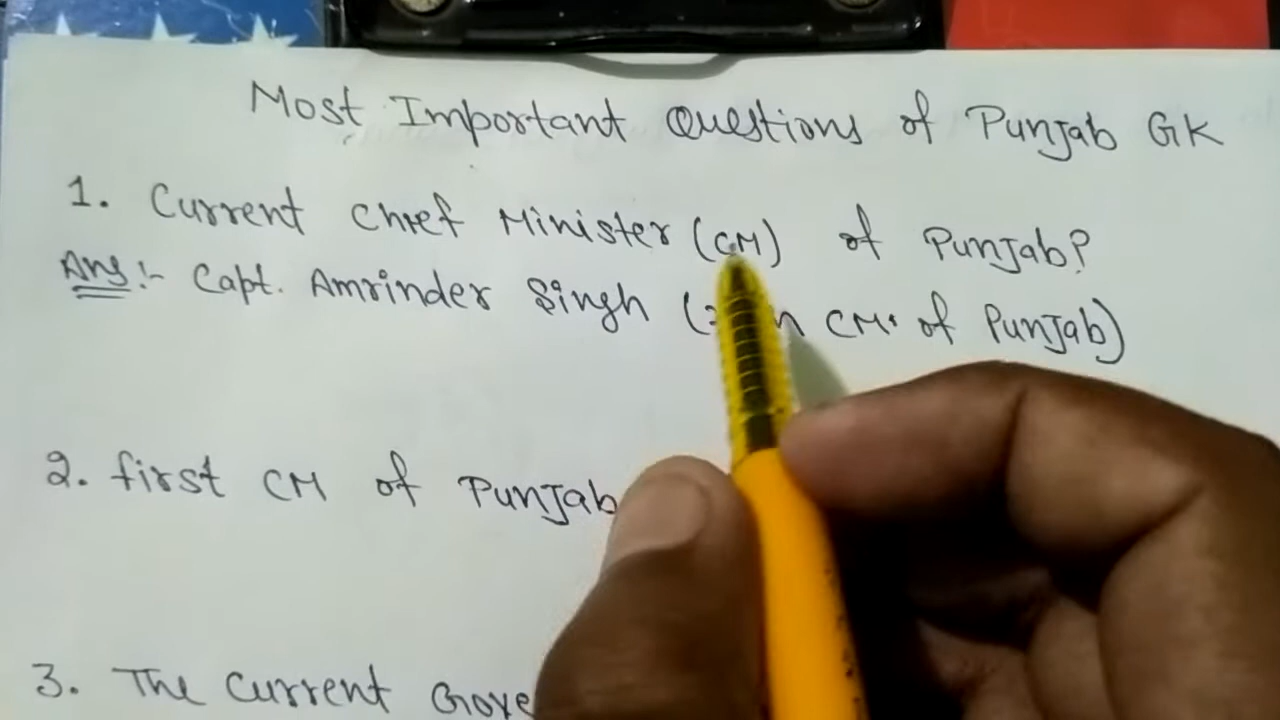 Most Important Questions of Punjab GK
1. Current Chief Minister (CM) of Punjab?
Ans:- Capt. Amrinder Singh ( CM of Punjab)
2. first CM of Punjab
3. The Current